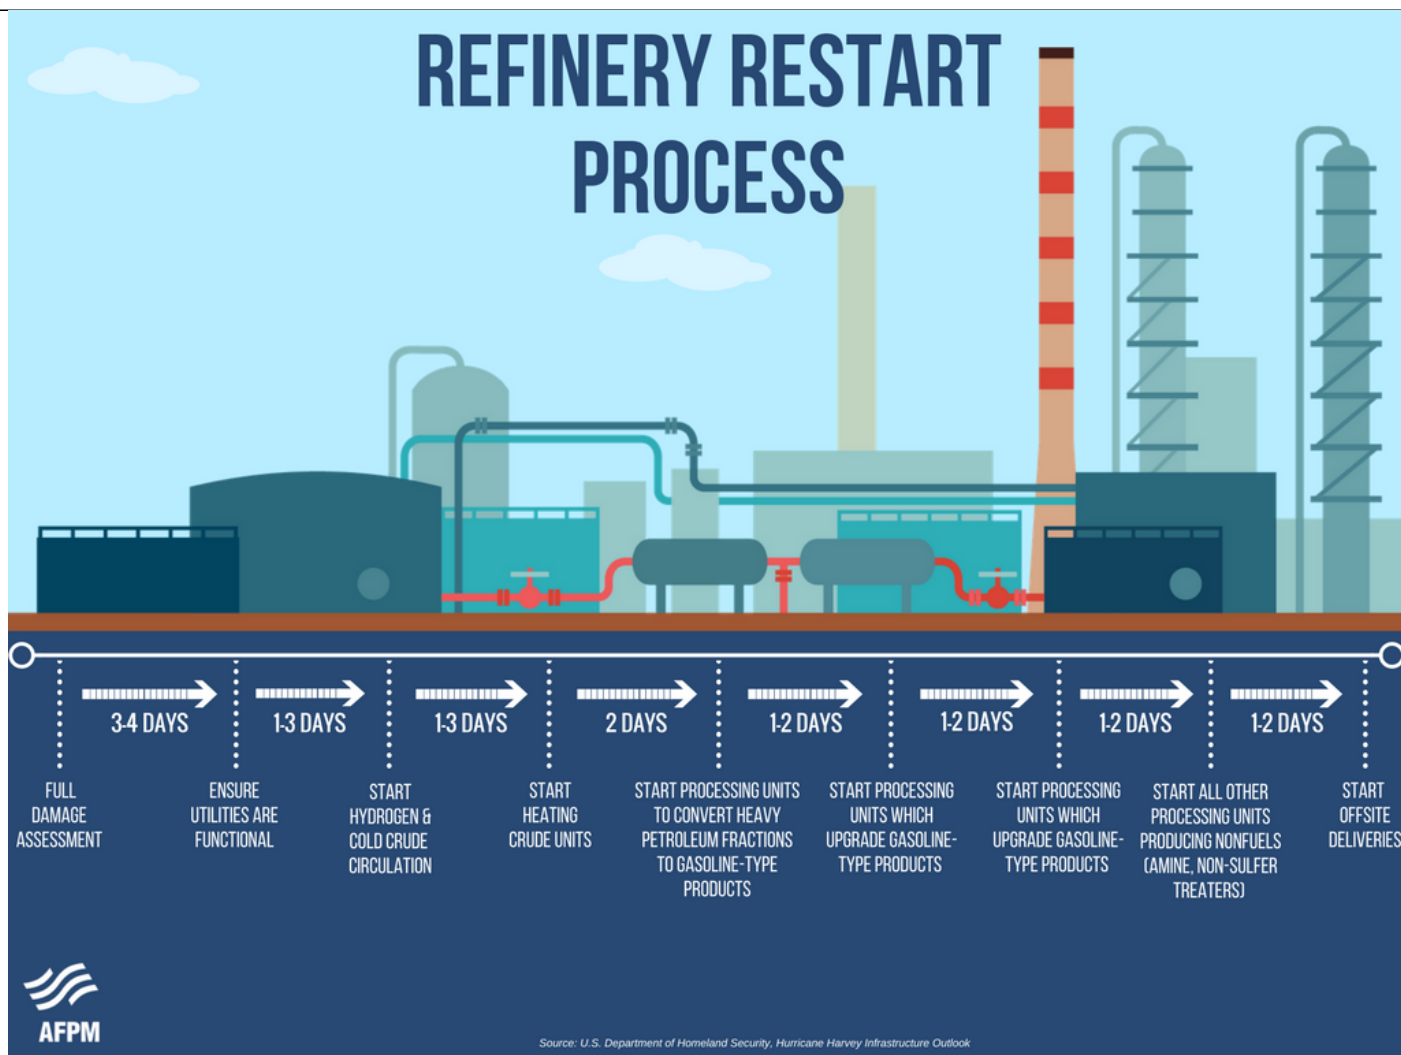 REFINERY RESTART
PROCESS
3-4 DAYS
1-3 DAYS
1-3 DAYS
2 DAYS
1-2 DAYS
1-2 DAYS
1-2 DAYS
1-2 DAYS
FULL
DAMAGE
ASSESSMENT
ENSURE
UTILITIES ARE
FUNCTIONAL
START
HYDROGEN &
COLD CRUDE
CIRCULATION
START
HEATING
CRUDE UNITS
START PROCESSING UNITS
TO CONVERT HEAVY
PETROLEUM FRACTIONS
TO GASOLINE-TYPE
PRODUCTS
START PROCESSING
UNITS WHICH
UPGRADE GASOLINE-
TYPE PRODUCTS
START PROCESSING
UNITS WHICH
UPGRADE GASOLINE-
TYPE PRODUCTS
START ALL OTHER
PROCESSING UNITS
PRODUCING NONFUELS
(AMINE, NON-SULFER
TREATERS)
START
OFFSITE
DELIVERIES
AFPM
Source: U.S. Department of Homeland Security, Hurricane Harvey Infrastructure Outlook